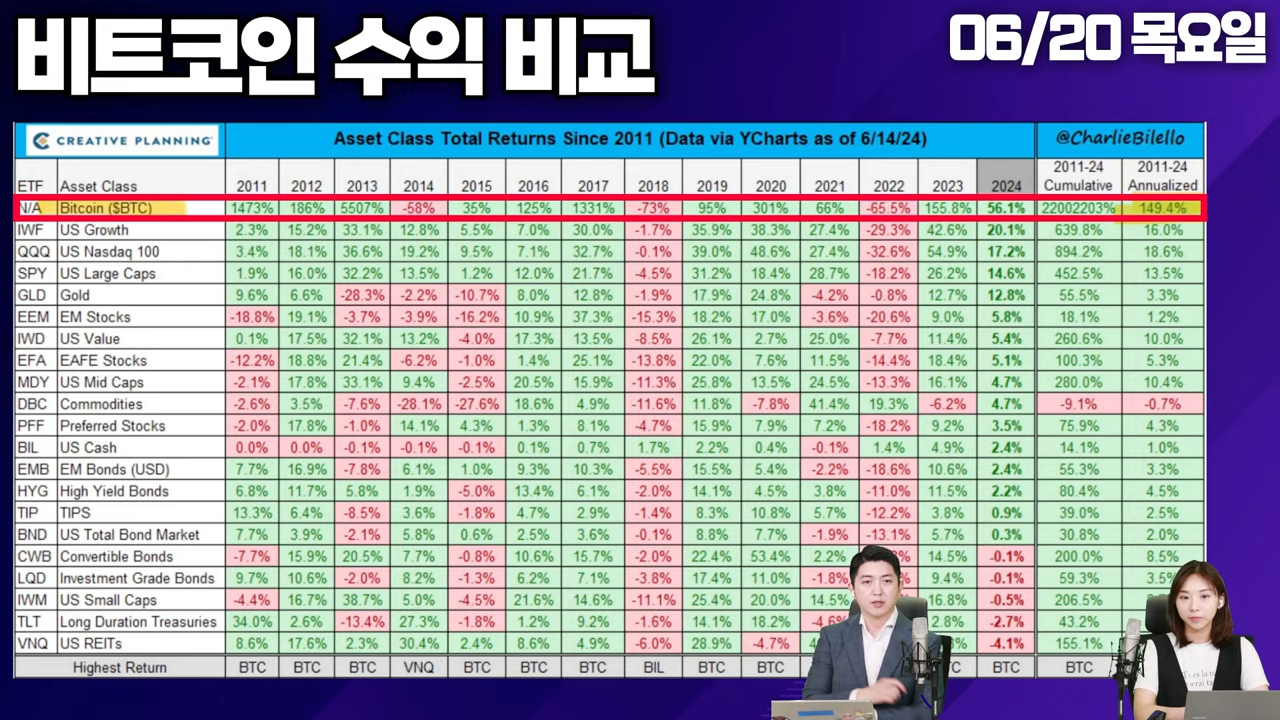 비트코인 수익 비교
06/20 목요일
CREATIVE PLANNING Asset Class Total Returns Since 2011 (Data via YCharts as of 6/14/24) @CharlieBilello
ETF Asset Class 2011 2012 2013 2014 2015 2016 2017 2018 2019 2020 2021 2022 2023 2024 2011-24 Cumulative 2011-24 Annualized
N/A Bitcoin ($BTC) 1473% 186% 5507% -58% 35% 125% 1331% -73% 95% 301% 66% -65.5% 155.8% 56.1% 22002203% 149.4%
IWF US Growth 2.3% 15.2% 33.1% 12.8% 5.5% 7.0% 30.0% -1.7% 35.9% 38.3% 27.4% -29.3% 42.6% 20.1% 639.8% 16.0%
QQQ US Nasdaq 100 3.4% 18.1% 36.6% 19.2% 9.5% 7.1% 32.7% -0.1% 39.0% 48.6% 27.4% -32.6% 54.9% 17.2% 894.2% 18.6%
SPY US Large Caps 1.9% 16.0% 32.2% 13.5% 1.2% 12.0% 21.7% -4.5% 31.2% 18.4% 28.7% -18.2% 26.2% 14.6% 452.5% 13.5%
GLD Gold 9.6% 6.6% -28.3% -2.2% -10.7% 8.0% 12.8% -1.9% 17.9% 24.8% -4.2% -0.8% 12.7% 12.8% 55.5% 3.3%
EEM EM Stocks -18.8% 19.1% -3.7% -3.9% -16.2% 10.9% 37.3% -15.3% 18.2% 17.0% -3.6% -20.6% 9.0% 5.8% 18.1% 1.2%
IWD US Value 0.1% 17.5% 32.1% 13.2% -4.0% 17.3% 13.5% -8.5% 26.1% 2.7% 25.0% -7.7% 11.4% 5.4% 260.6% 10.0%
EFA EAFE Stocks -12.2% 18.8% 21.4% -6.2% -1.0% 1.4% 25.1% -13.8% 22.0% 7.6% 11.5% -14.4% 18.4% 5.1% 100.3% 5.3%
MDY US Mid Caps -2.1% 17.8% 33.1% 9.4% -2.5% 20.5% 15.9% -11.3% 25.8% 13.5% 24.5% -13.3% 16.1% 4.7% 280.0% 10.4%
DBC Commodities -2.6% 3.5% -7.6% -28.1% -27.6% 18.6% 4.9% -11.6% 11.8% -7.8% 41.4% 19.3% -6.2% 4.7% -9.1% -0.7%
PFF Preferred Stocks -2.0% 17.8% -1.0% 14.1% 4.3% 1.3% 8.1% -4.7% 15.9% 7.9% 7.2% -18.2% 9.2% 3.5% 75.9% 4.3%
BIL US Cash 0.0% 0.0% -0.1% -0.1% -0.1% 0.1% 0.7% 1.7% 2.2% 0.4% -0.1% 1.4% 4.9% 2.4% 14.1% 1.0%
EMB EM Bonds (USD) 7.7% 16.9% -7.8% 6.1% 1.0% 9.3% 10.3% -5.5% 15.5% 5.4% -2.2% -18.6% 10.6% 2.4% 55.3% 3.3%
HYG High Yield Bonds 6.8% 11.7% 5.8% 1.9% -5.0% 13.4% 6.1% -2.0% 14.1% 4.5% 3.8% -11.0% 11.5% 2.2% 80.4% 4.5%
TIP TIPS 13.3% 6.4% -8.5% 3.6% -1.8% 4.7% 2.9% -1.4% 8.3% 10.8% 5.7% -12.2% 3.8% 0.9% 39.0% 2.5%
BND US Total Bond Market 7.7% 3.9% -2.1% 5.8% 0.6% 2.5% 3.6% -0.1% 8.8% 7.7% -1.9% -13.1% 5.7% 0.3% 30.8% 2.0%
CWB Convertible Bonds -7.7% 15.9% 20.5% 7.7% -0.8% 10.6% 15.7% -2.0% 22.4% 53.4% 2.2% 14.5% -0.1% 200.0% 8.5%
LQD Investment Grade Bonds 9.7% 10.6% -2.0% 8.2% -1.3% 6.2% 7.1% -3.8% 17.4% 11.0% -1.8% 9.4% -0.1% 59.3% 3.5%
IWM US Small Caps -4.4% 16.7% 38.7% 5.0% -4.5% 21.6% 14.6% -11.1% 25.4% 20.0% 14.5% 16.8% -0.5% 206.5%
TLT Long Duration Treasuries 34.0% 2.6% -13.4% 27.3% -1.8% 1.2% 9.2% -1.6% 14.1% 18.2% -4.6% 2.8% -2.7% 43.2%
VNQ US REITs 8.6% 17.6% 2.3% 30.4% 2.4% 8.6% 4.9% -6.0% 28.9% -4.7% -4.1% 155.1%
Highest Return BTC BTC BTC VNQ BTC BTC BTC BIL BTC BTC BTC BTC